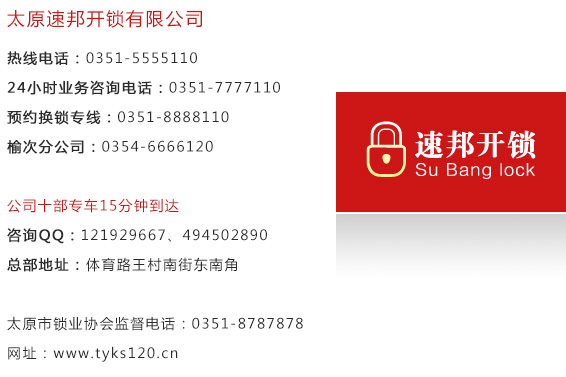 太原速邦开锁有限公司
热线电话：0351-5555110
24小时业务咨询电话：0351-7777110
预约换锁专线：0351-8888110
榆次分公司：0354-6666120
速邦开锁
Su Bang lock
公司十部专车15分钟到达
咨询QQ：121929667、494502890
总部地址：体育路王村南街东南角
太原市锁业协会监督电话：0351-8787878
网址：www.tyks120.cn